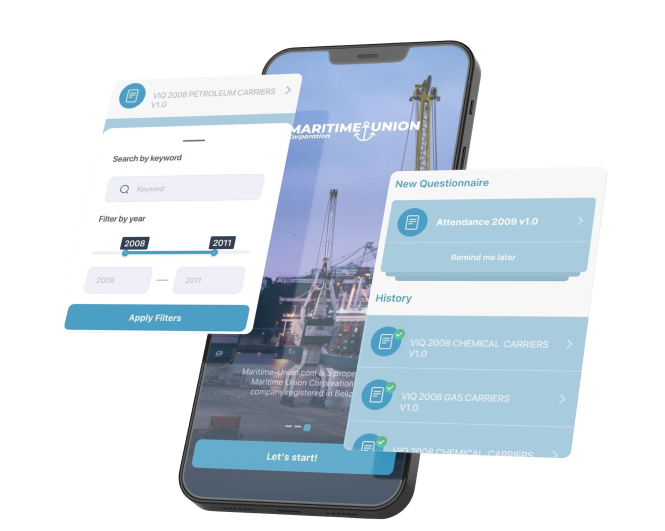 VIQ 2008 PETROLEUM CARRIERS
V1.0
Search by keyword
Keyword
Filter by year
2008
2011
2008
2011
Apply Filters
MARITIME UNION
corporation
Maritime-Union.com is a
Maritime Union Corporation
company registered in
Let's start!
New Questionnaire
Attendance 2009 v1.0
Remind me later
History
VIQ 2008 CHEMICAL CARRIERS
V1.0
VIQ 2008 GAS CARRIERS
V1.0
VIQ 2008 CHEMICAL CARRIERS